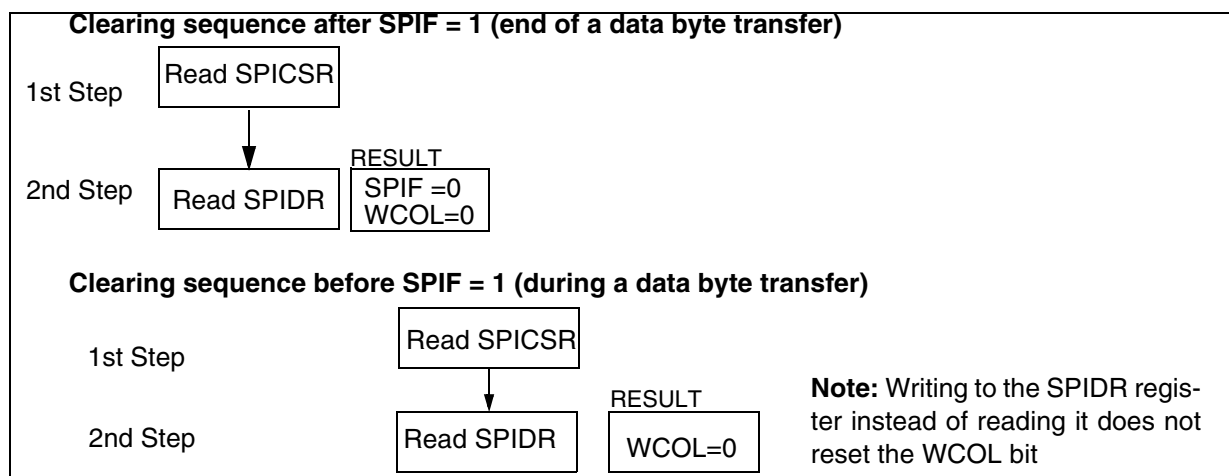 Clearing sequence after SPIF = 1 (end of a data byte transfer)
1st Step
Read SPICSR
2nd Step
Read SPIDR
RESULT
SPIF =0
WCOL=0
Clearing sequence before SPIF = 1 (during a data byte transfer)
1st Step
Read SPICSR
2nd Step
Read SPIDR
RESULT
WCOL=0
Note: Writing to the SPIDR regis-
ter instead of reading it does not
reset the WCOL bit